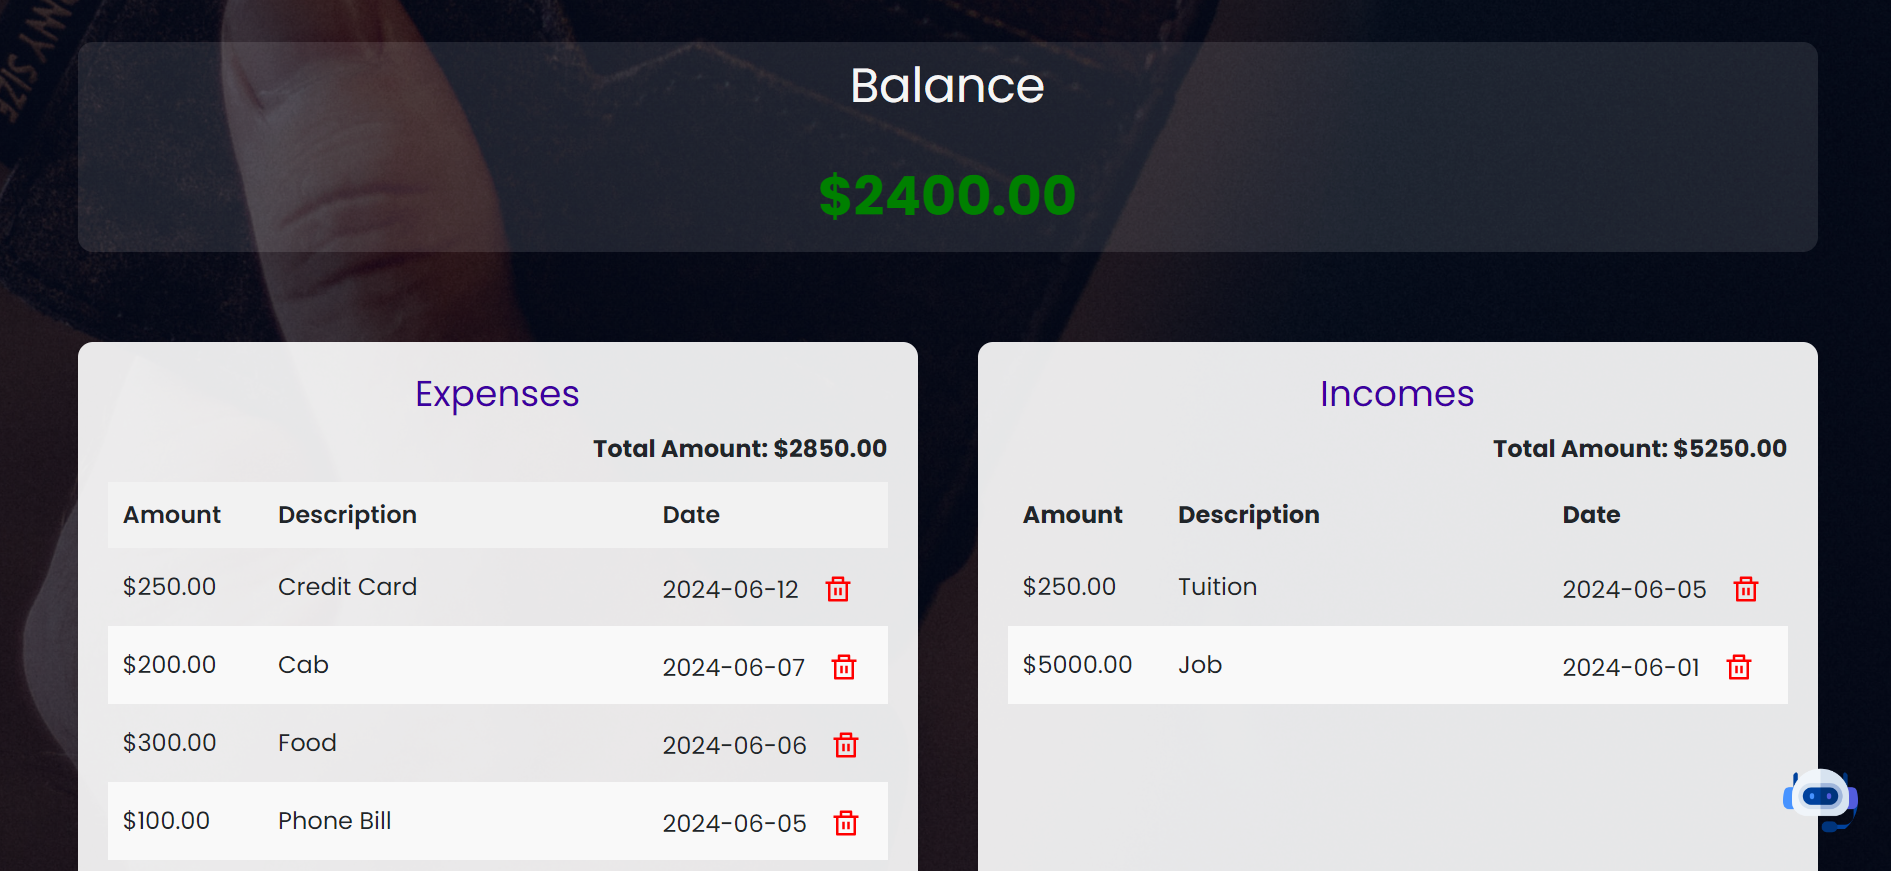 NNY SIZE
Balance
$2400.00
Expenses
Total Amount: $2850.00
Amount Description Date
$250.00 Credit Card 2024-06-12
$200.00 Cab 2024-06-07
$300.00 Food 2024-06-06
$100.00 Phone Bill 2024-06-05
Incomes
Total Amount: $5250.00
Amount Description Date
$250.00 Tuition 2024-06-05
$5000.00 Job 2024-06-01